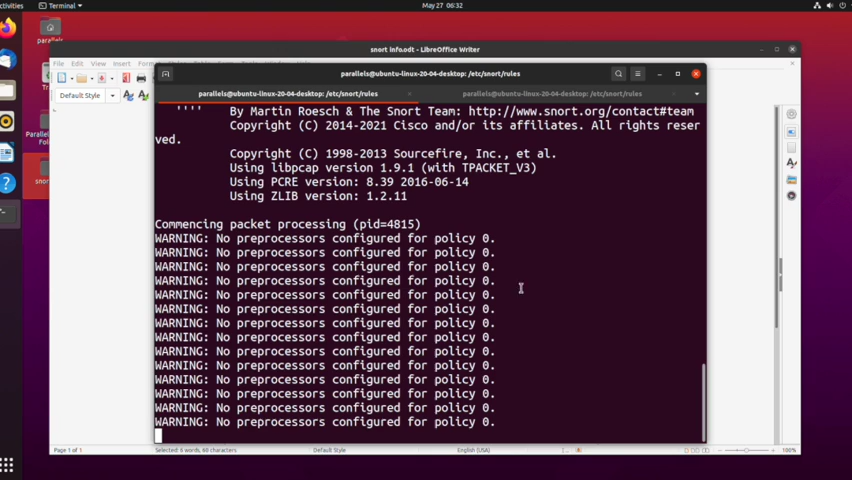 Activities
Terminal
May 27 06:32
parallels
snort info.odt - LibreOffice Writer
File Edit View Insert Form
parallels@ubuntu-linux-20-04-desktop: /etc/snort/rules
Default Style
parallels@ubuntu-linux-20-04-desktop: /etc/snort/rules
parallels@ubuntu-linux-20-04-desktop: /etc/snort/rules
'''' By Martin Roesch & The Snort Team: http://www.snort.org/contact#team
Copyright (C) 2014-2021 Cisco and/or its affiliates. All rights reser
ved.
Copyright (C) 1998-2013 Sourcefire, Inc., et al.
Using libpcap version 1.9.1 (with TPACKET_V3)
Using PCRE version: 8.39 2016-06-14
Using ZLIB version: 1.2.11
Commencing packet processing (pid=4815)
WARNING: No preprocessors configured for policy 0.
WARNING: No preprocessors configured for policy 0.
WARNING: No preprocessors configured for policy 0.
WARNING: No preprocessors configured for policy 0.
WARNING: No preprocessors configured for policy 0.
WARNING: No preprocessors configured for policy 0.
WARNING: No preprocessors configured for policy 0.
WARNING: No preprocessors configured for policy 0.
WARNING: No preprocessors configured for policy 0.
WARNING: No preprocessors configured for policy 0.
WARNING: No preprocessors configured for policy 0.
WARNING: No preprocessors configured for policy 0.
WARNING: No preprocessors configured for policy 0.
WARNING: No preprocessors configured for policy 0.
Page 1 of 1
Selected: 6 words, 60 characters
Default Style
English (USA)
100%